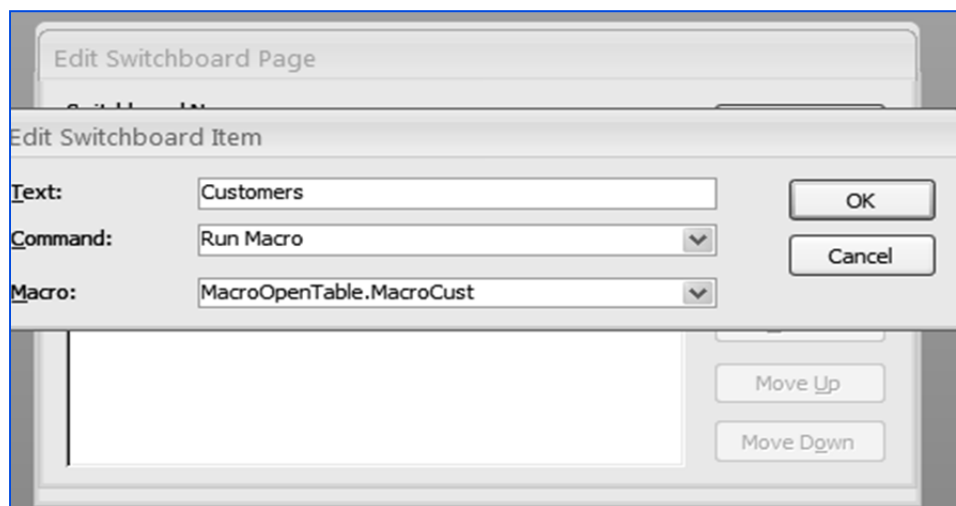 Edit Switchboard Page
Edit Switchboard Item
Text: Customers
OK
Command: Run Macro
Cancel
Macro: MacroOpenTable.MacroCust
Move Up
Move Down